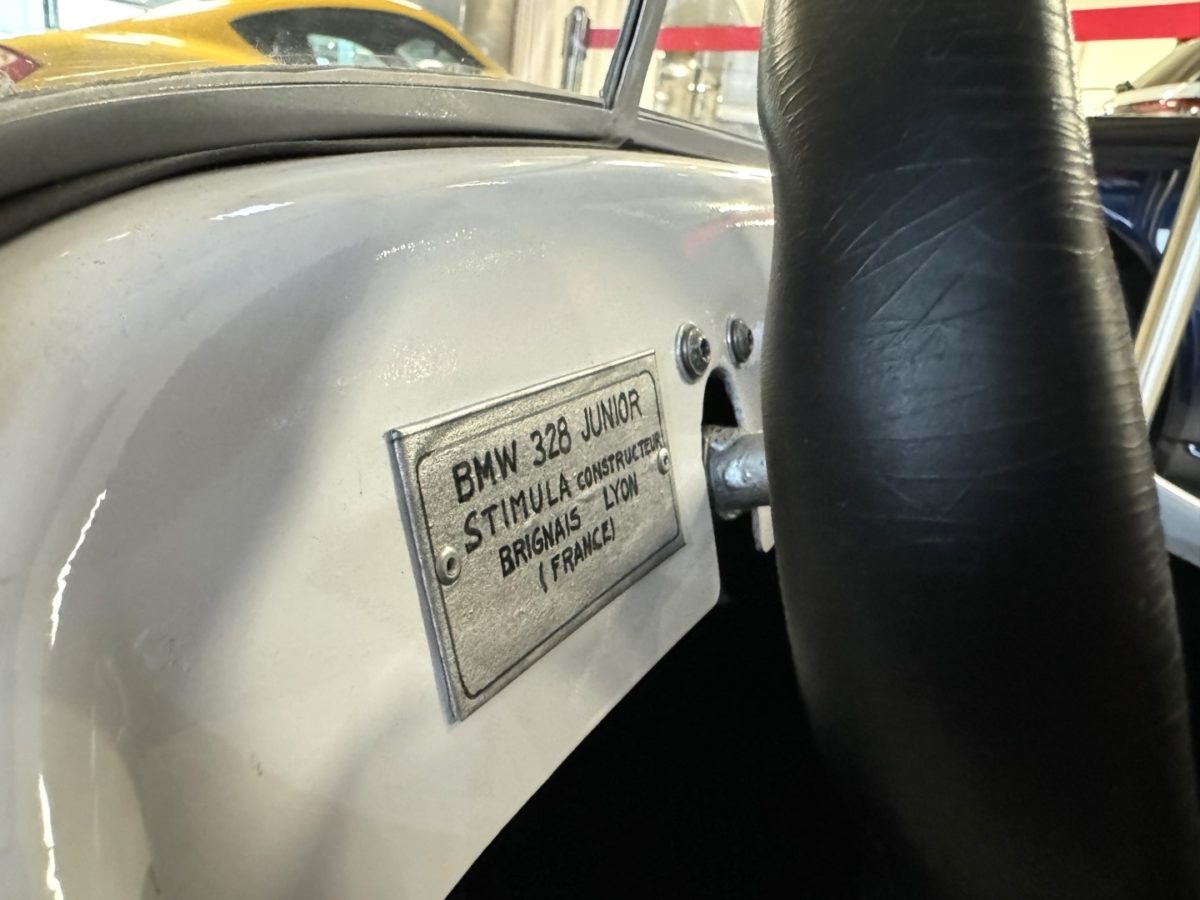 BMW 328 JUNIOR
STIMULA CONSTRUCTEUR
BRIGNAIS LYON
(FRANCE)